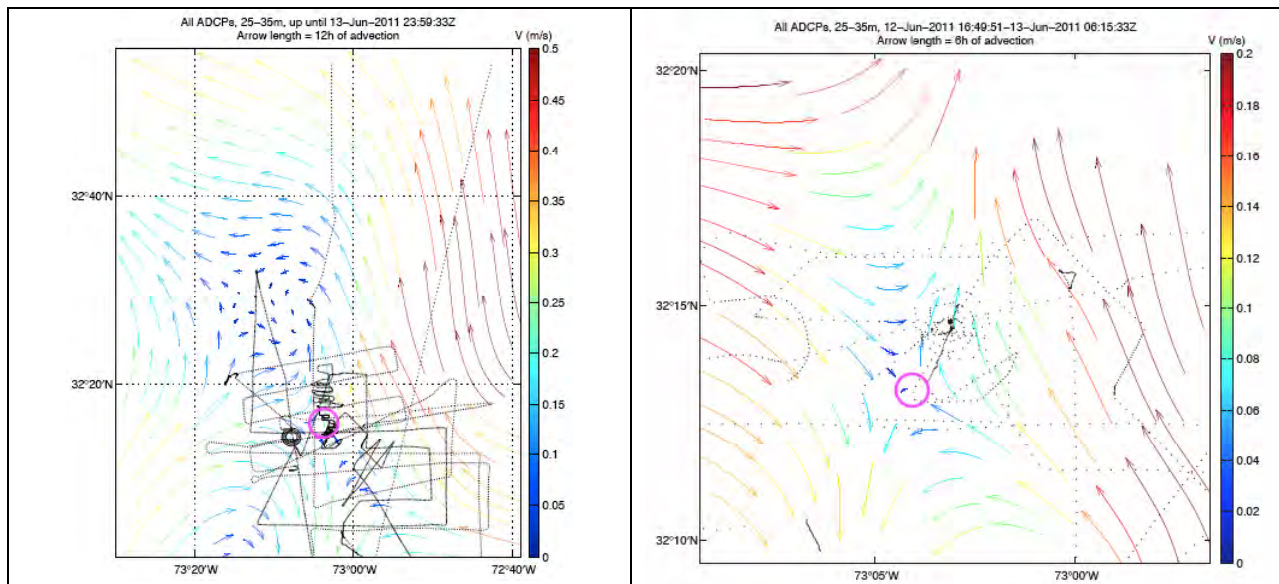 All ADCPs, 25-35m, up until 13-Jun-2011 23:59:33Z
Arrow length = 12h of advection
V (m/s)
0.5
0.45
0.4
0.35
0.3
0.25
0.2
0.15
0.1
0.05
0
32°40'N
32°20'N
73°20'W
73°00'W
72°40'W
All ADCPs, 25-35m, 12-Jun-2011 16:49:51-13-Jun-2011 06:15:33Z
Arrow length = 6h of advection
V (m/s)
0.2
0.18
0.16
0.14
0.12
0.1
0.08
0.06
0.04
0.02
0
32°20'N
32°15'N
32°10'N
73°05'W
73°00'W